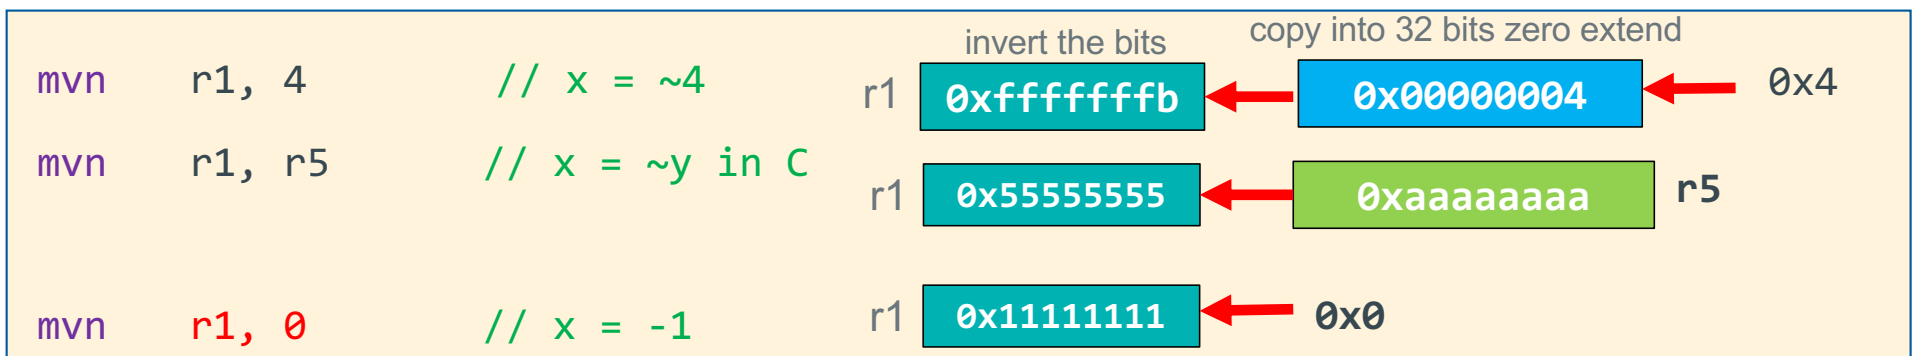 invert the bits copy into 32 bits zero extend
mvn r1, 4 // x = ~4 r1 0xfffffffb 0x00000004 0x4
mvn r1, r5 // x = ~y in C r1 0x55555555 0xaaaaaaaa r5
mvn r1, 0 // x = -1 r1 0x11111111 0x0